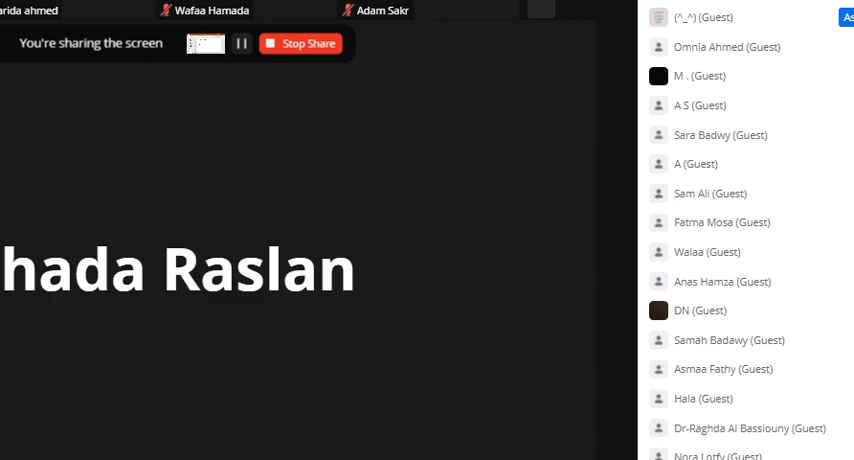 arida ahmed
Wafaa Hamada
Adam Sakr
You're sharing the screen
Stop Share
hada Raslan
(^_^) (Guest)
As
Omnia Ahmed (Guest)
M . (Guest)
A S (Guest)
Sara Badwy (Guest)
A (Guest)
Sam Ali (Guest)
Fatma Mosa (Guest)
Walaa (Guest)
Anas Hamza (Guest)
DN (Guest)
Samah Badawy (Guest)
Asmaa Fathy (Guest)
Hala (Guest)
Dr-Raghda Al Bassiouny (Guest)
Nora Lotfy (Guest)